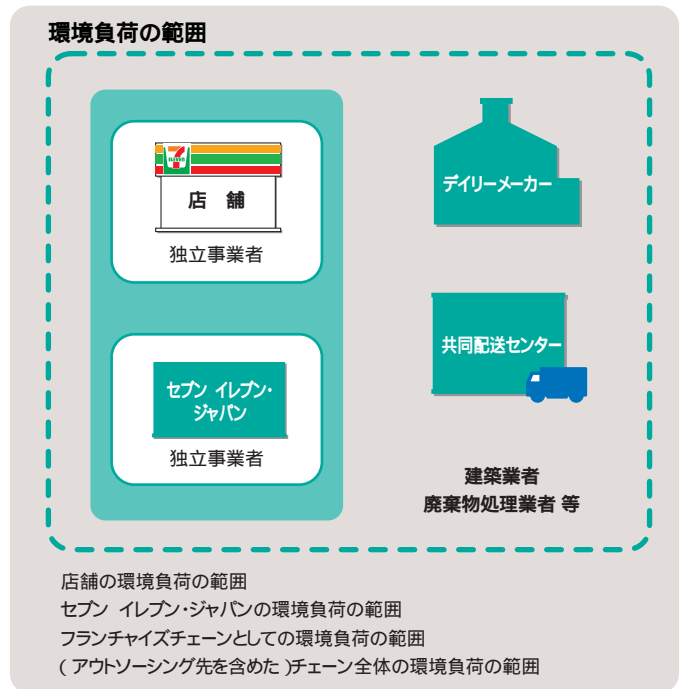 環境負荷の範囲
7
ELEVEN
店 舗
独立事業者
セブン イレブン・
ジャパン
独立事業者
デイリーメーカー
共同配送センター
建築業者
廃棄物処理業者 等
店舗の環境負荷の範囲
セブン イレブン・ジャパンの環境負荷の範囲
フランチャイズチェーンとしての環境負荷の範囲
(アウトソーシング先を含めた)チェーン全体の環境負荷の範囲